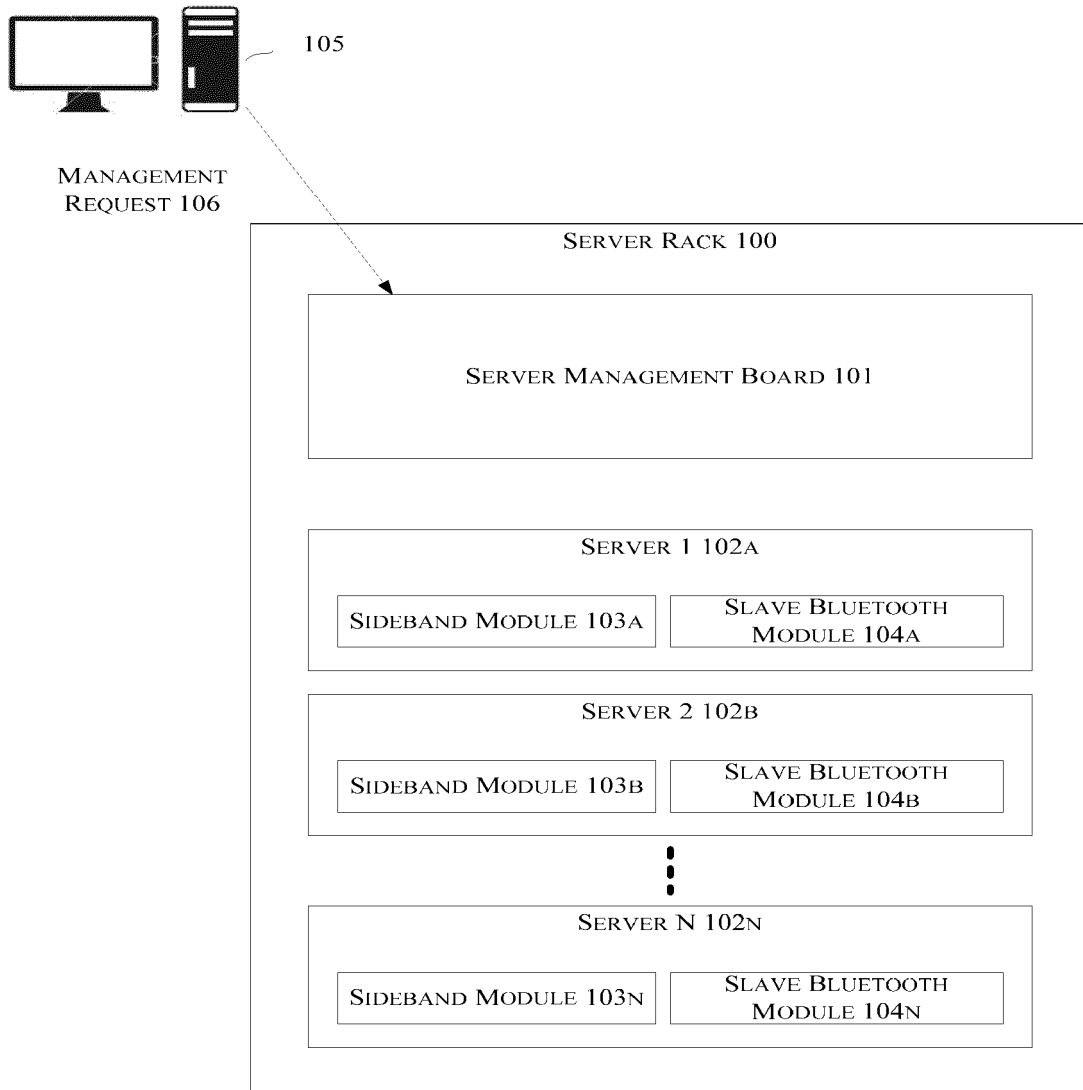 105
MANAGEMENT
REQUEST 106
SERVER RACK 100
SERVER MANAGEMENT BOARD 101
SERVER 1 102A
SIDEBAND MODULE 103A
SLAVE BLUETOOTH
MODULE 104A
SERVER 2 102B
SIDEBAND MODULE 103B
SLAVE BLUETOOTH
MODULE 104B
SERVER N 102N
SIDEBAND MODULE 103N
SLAVE BLUETOOTH
MODULE 104N